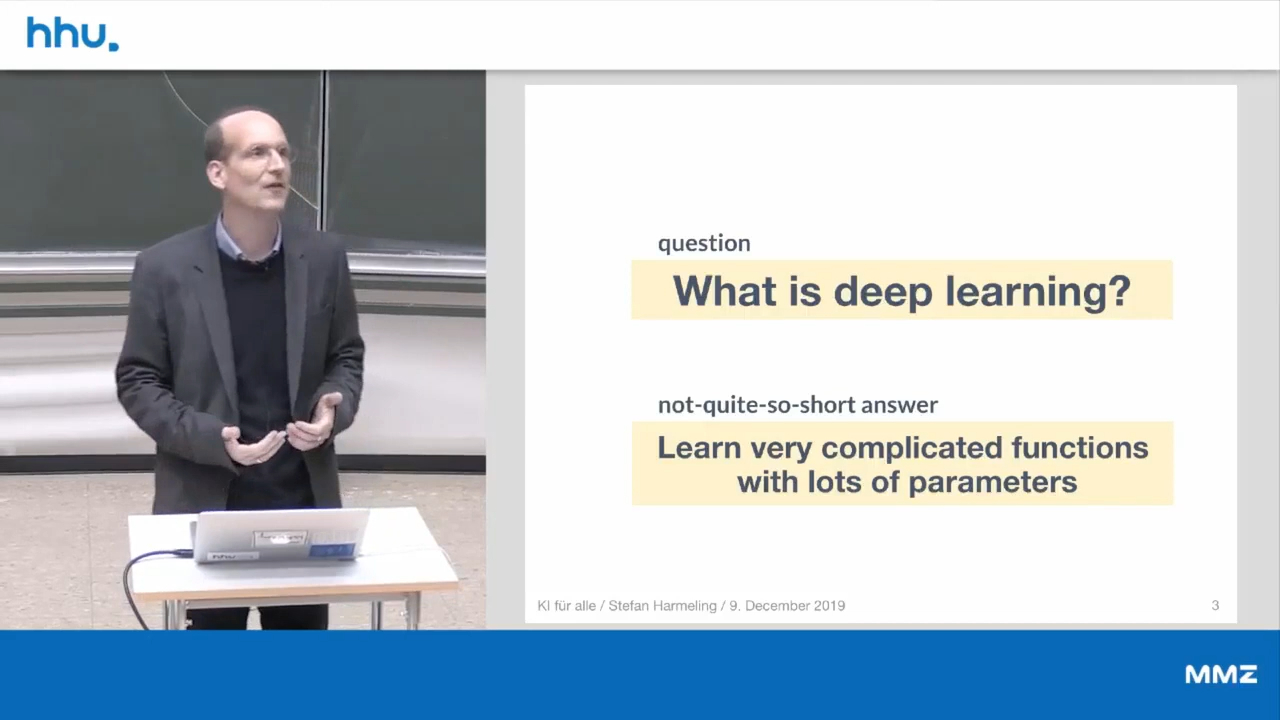 hhu.
question
What is deep learning?
not-quite-so-short answer
Learn very complicated functions
with lots of parameters
KI für alle / Stefan Harmeling / 9. December 2019
3
hhu
MMZ